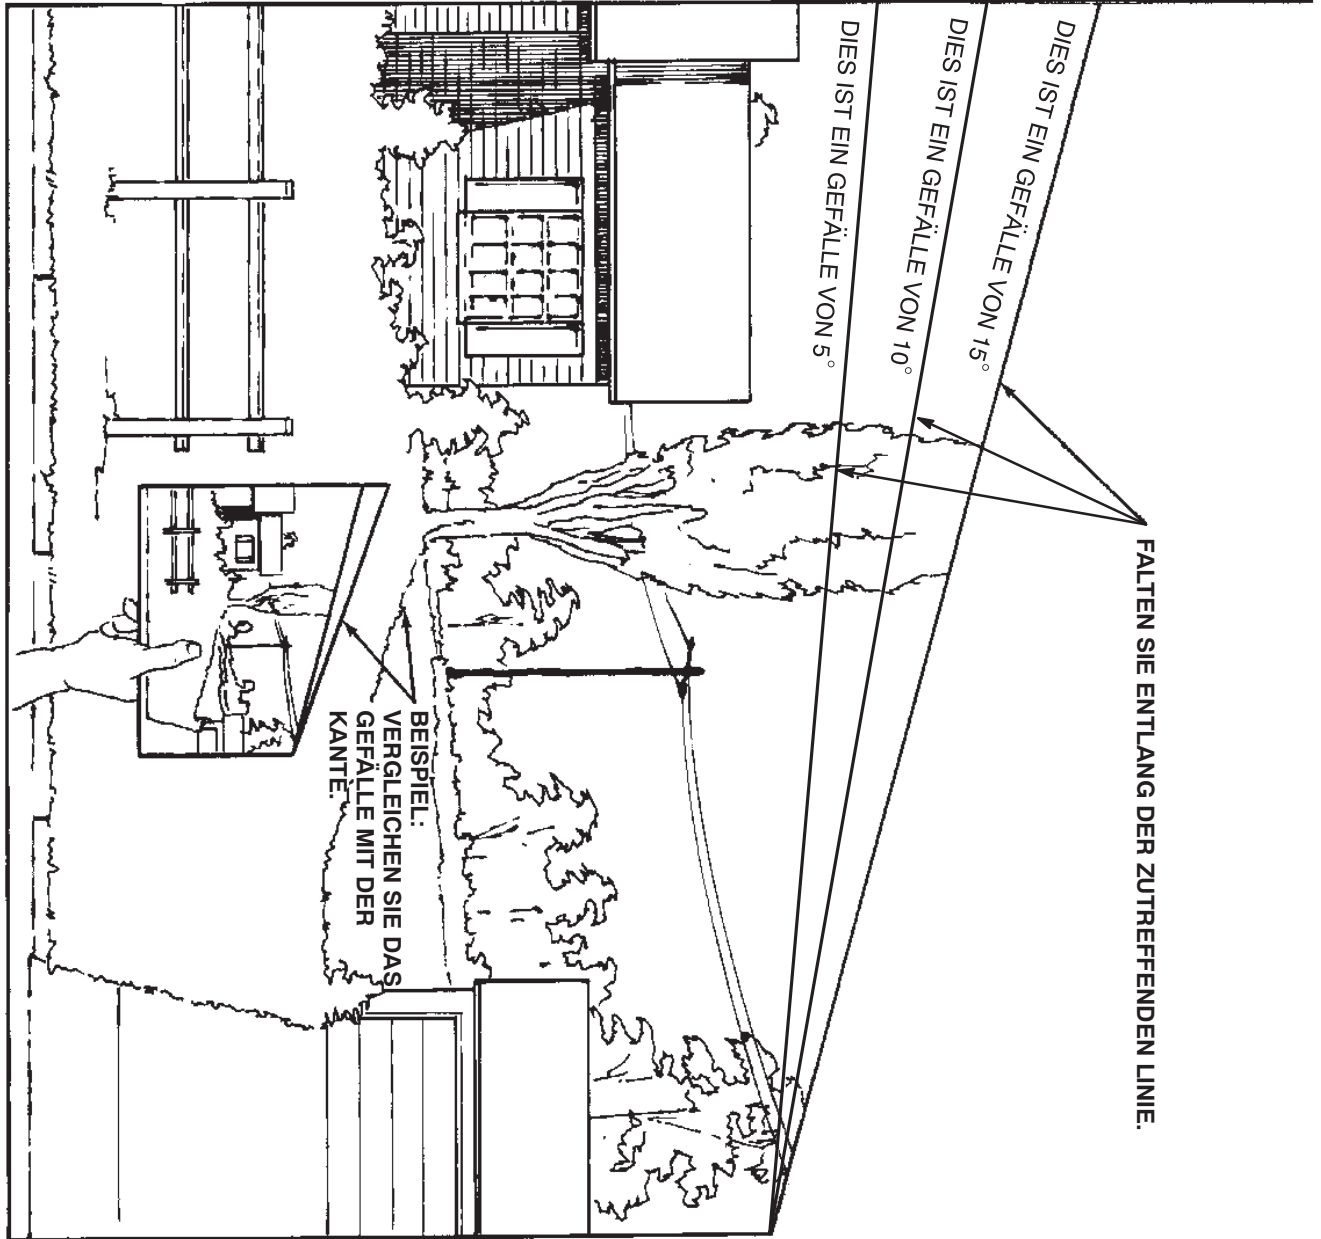 FALTEN SIE ENTLANG DER ZUTREFFENDEN LINIE.
DIES IST EIN GEFÄLLE VON 15°
DIES IST EIN GEFÄLLE VON 10°
DIES IST EIN GEFÄLLE VON 5°
BEISPIEL:
VERGLEICHEN SIE DAS
GEFÄLLE MIT DER
KANTE.